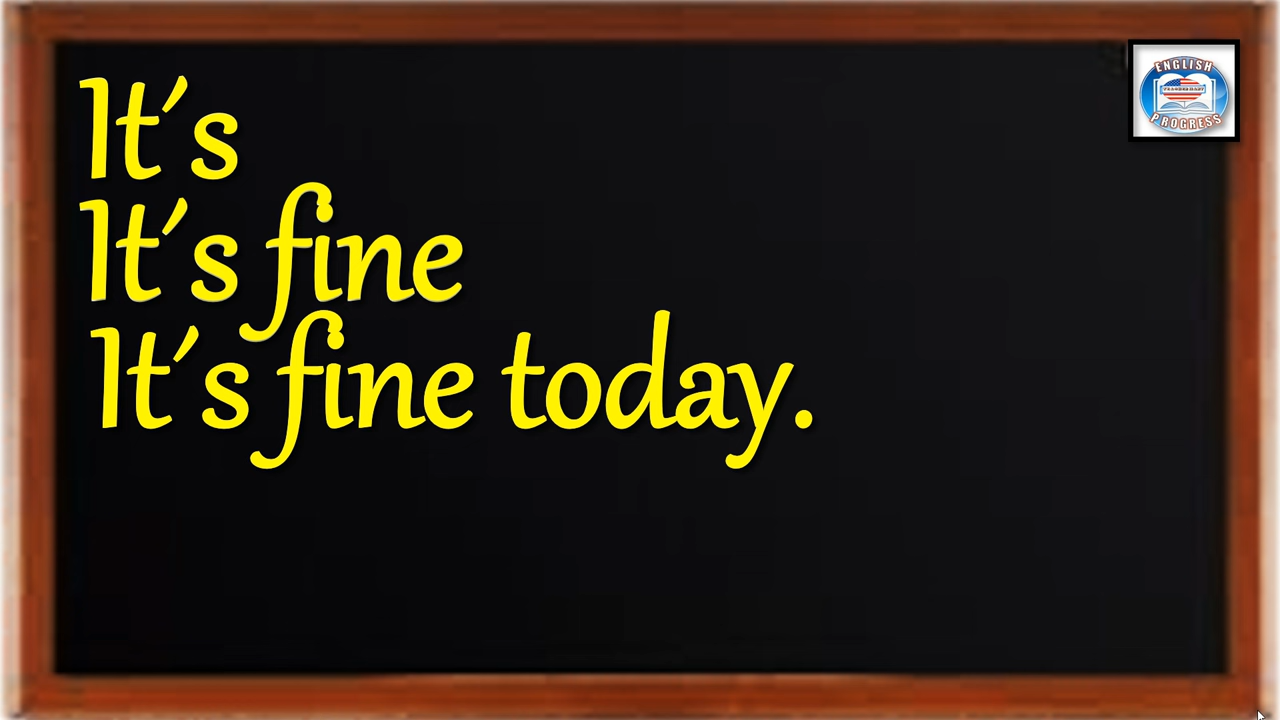 It's
It's fine
It's fine today.
ENGLISH
PROGRESS